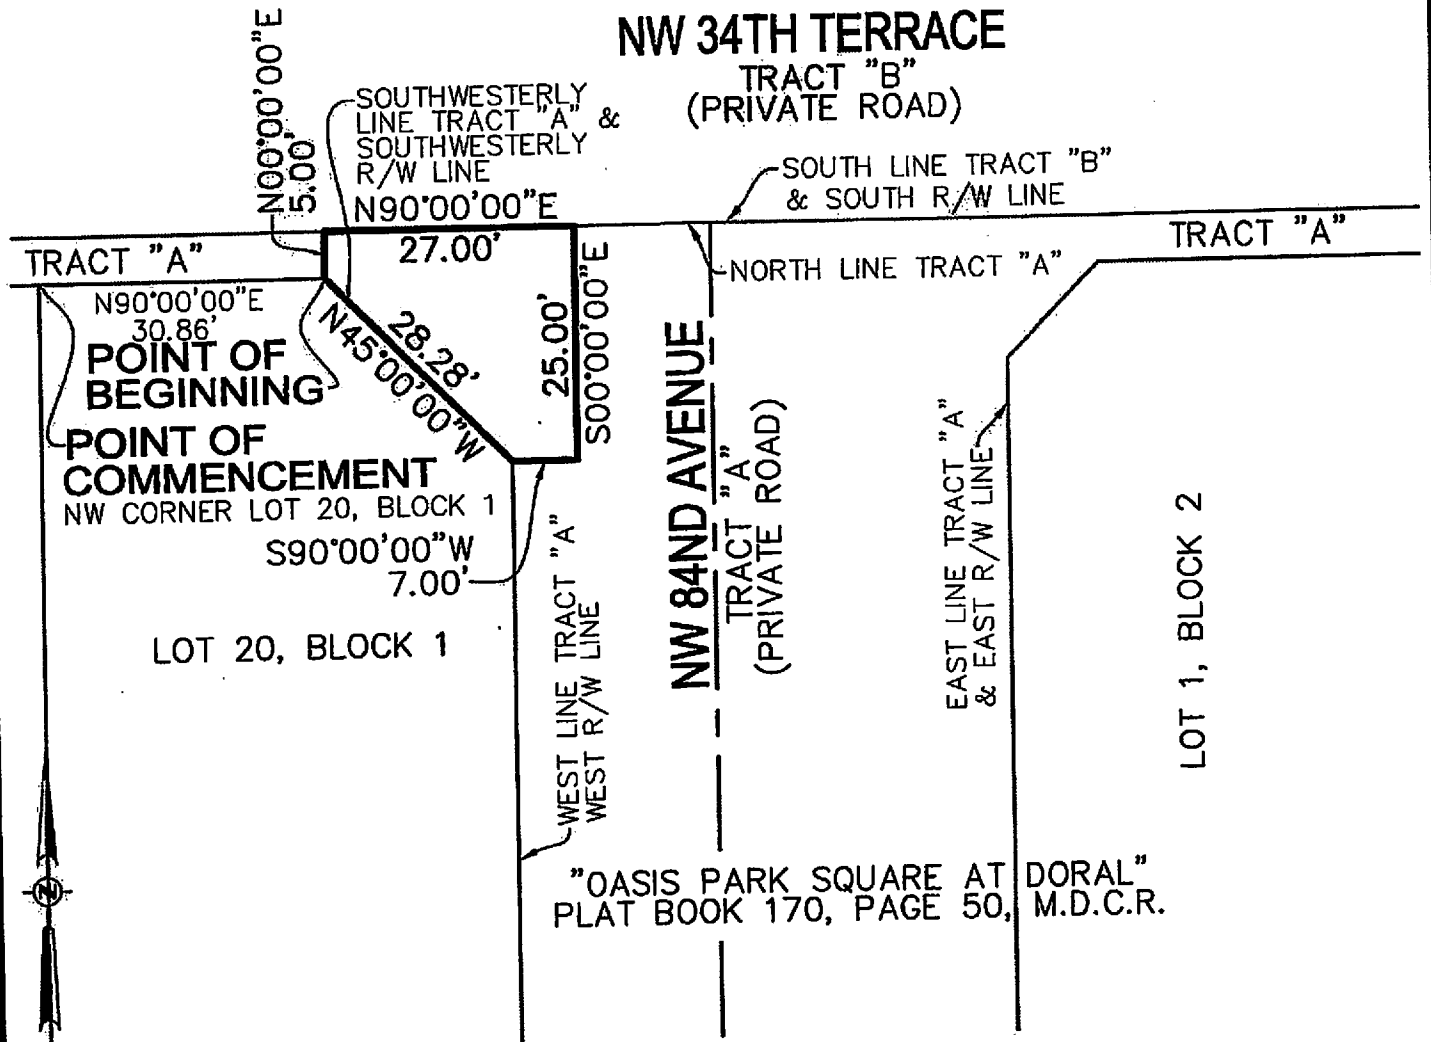 NW 34TH TERRACE
TRACT "B"
(PRIVATE ROAD)
N00°00'00"E
5.00'
SOUTHWESTERLY
LINE TRACT "A" &
SOUTHWESTERLY
R/W LINE
N90°00'00"E
27.00'
SOUTH LINE TRACT "B"
& SOUTH R/W LINE
TRACT "A"
NORTH LINE TRACT "A"
TRACT "A"
N90°00'00"E
30.86'
POINT OF
BEGINNING
28.28'
N45°00'00"W
25.00'
S00°00'00"E
POINT OF
COMMENCEMENT
NW CORNER LOT 20, BLOCK 1
S90°00'00"W
7.00'
LOT 20, BLOCK 1
WEST LINE TRACT "A"
WEST R/W LINE
NW 84ND AVENUE
TRACT "A"
(PRIVATE ROAD)
EAST LINE TRACT "A"
& EAST R/W LINE
LOT 1, BLOCK 2
N
"OASIS PARK SQUARE AT DORAL"
PLAT BOOK 170, PAGE 50, M.D.C.R.